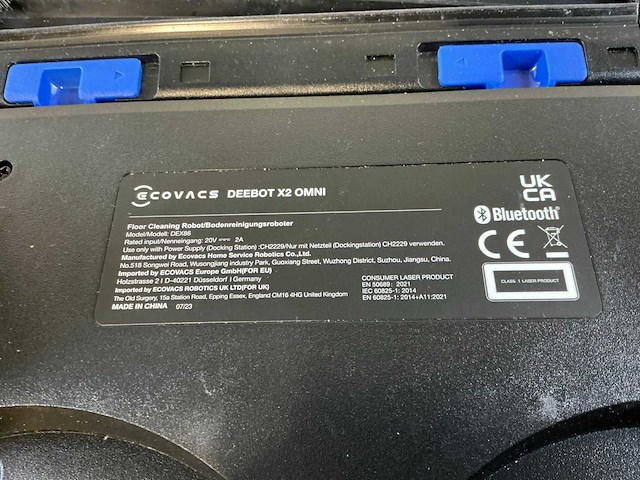 ECOVACS DEEBOT X2 OMNI
Floor Cleaning Robot/Bodenreinigungsroboter
Model/Modell: DEX86
Rated input/Nenneingang: 20V 2A
Use only with Power Supply (Docking Station) :CH2229/Nur mit Netzteil (Dockingstation) CH2229 verwenden.
Manufactured by Ecovacs Home Service Robotics Co.,Ltd.
No.518 Songwei Road, Wusongjiang industry Park, Guoxiang Street, Wuzhong District, Suzhou, Jiangsu, China.
Imported by ECOVACS Europe GmbH(FOR EU)
Holzstrasse 2 I D-40221 Düsseldorf | Germany
Imported by ECOVACS ROBOTICS UK LTD(FOR UK)
The Old Surgery, 15a Station Road, Epping Essex, England CM16 4HG United Kingdom
MADE IN CHINA 07/23
CONSUMER LASER PRODUCT
EN 50689: 2021
IEC 60825-1: 2014
EN 60825-1: 2014+A11:2021
UK
CA
Bluetooth®
CE
CLASS 1 LASER PRODUCT